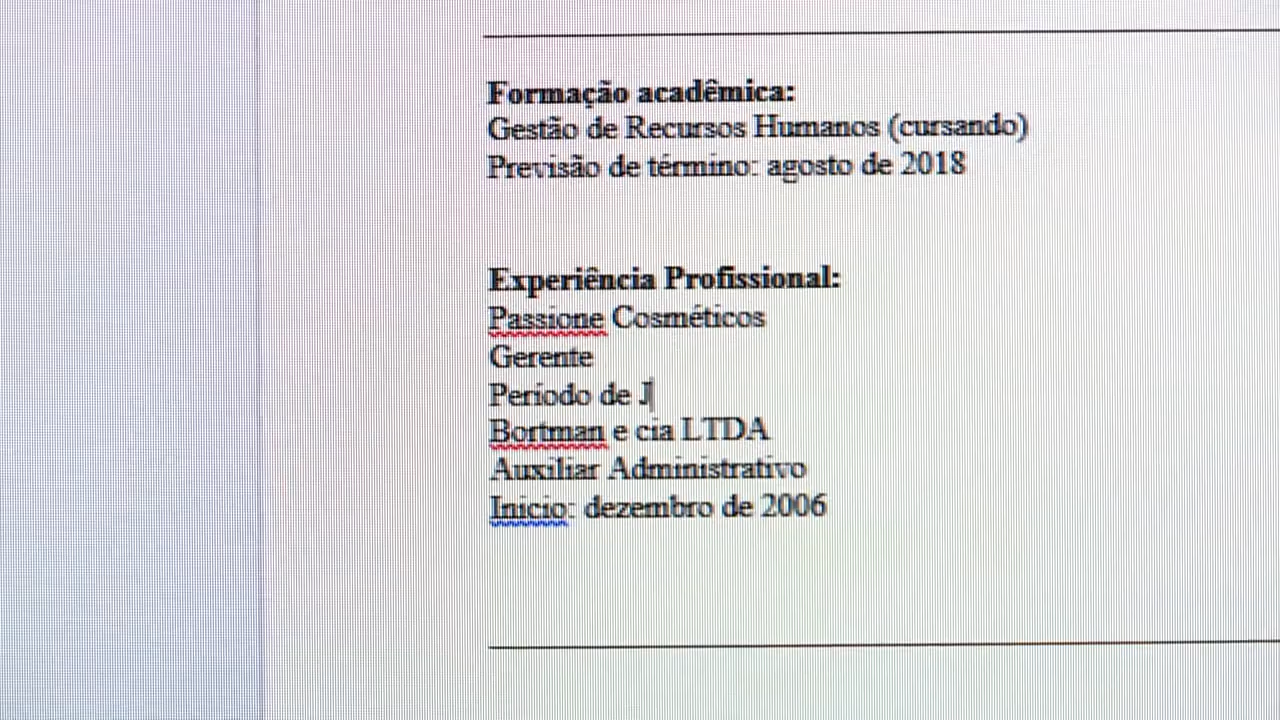 Formação acadêmica:
Gestão de Recursos Humanos (cursando)
Previsão de término: agosto de 2018
Experiência Profissional:
Passione Cosméticos
Gerente
Período de J
Bortman e cia LTDA
Auxiliar Administrativo
Inicio: dezembro de 2006